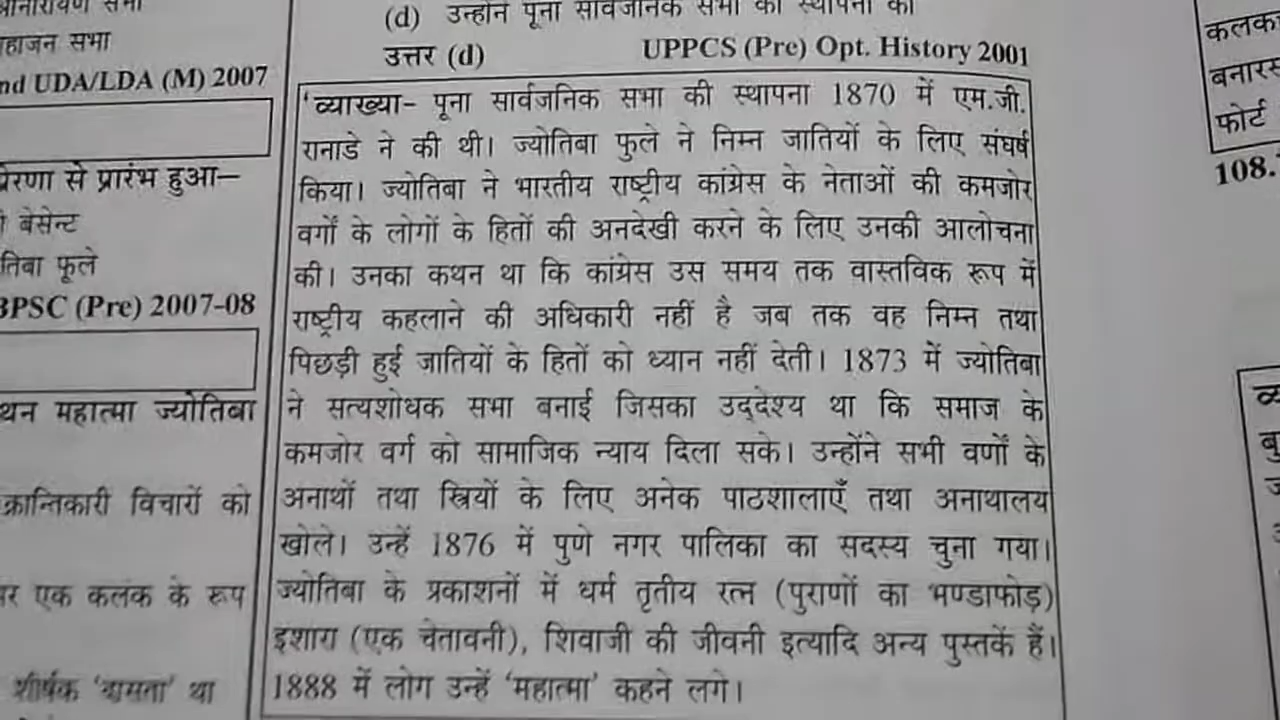 महाजन सभा
UDA/LDA (M) 2007
प्रेरणा से प्रारंभ हुआ–
बेसेन्ट
फूले
BPSC (Pre) 2007-08
महात्मा ज्योतिबा
क्रान्तिकारी विचारों को
एक कलंक के रूप
शीर्षक था
(d) उन्होंने पूना सार्वजनिक सभा की स्थापना की
उत्तर (d) UPPCS (Pre) Opt. History 2001
व्याख्या- पूना सार्वजनिक सभा की स्थापना 1870 में एम.जी.
रानाडे ने की थी। ज्योतिबा फुले ने निम्न जातियों के लिए संघर्ष
किया। ज्योतिबा ने भारतीय राष्ट्रीय कांग्रेस के नेताओं की कमजोर
वर्गों के लोगों के हितों की अनदेखी करने के लिए उनकी आलोचना
की। उनका कथन था कि कांग्रेस उस समय तक वास्तविक रूप में
राष्ट्रीय कहलाने की अधिकारी नहीं है जब तक वह निम्न तथा
पिछड़ी हुई जातियों के हितों को ध्यान नहीं देती। 1873 में ज्योतिबा
ने सत्यशोधक सभा बनाई जिसका उद्देश्य था कि समाज के
कमजोर वर्ग को सामाजिक न्याय दिला सके। उन्होंने सभी वर्णों के
अनाथों तथा स्त्रियों के लिए अनेक पाठशालाएँ तथा अनाथालय
खोले। उन्हें 1876 में पुणे नगर पालिका का सदस्य चुना गया।
ज्योतिबा के प्रकाशनों में धर्म तृतीय रत्न (पुराणों का भण्डाफोड़)
इशारा (एक चेतावनी), शिवाजी की जीवनी इत्यादि अन्य पुस्तकें हैं।
1888 में लोग उन्हें 'महात्मा' कहने लगे।
बनारस
फोर्ट
108.